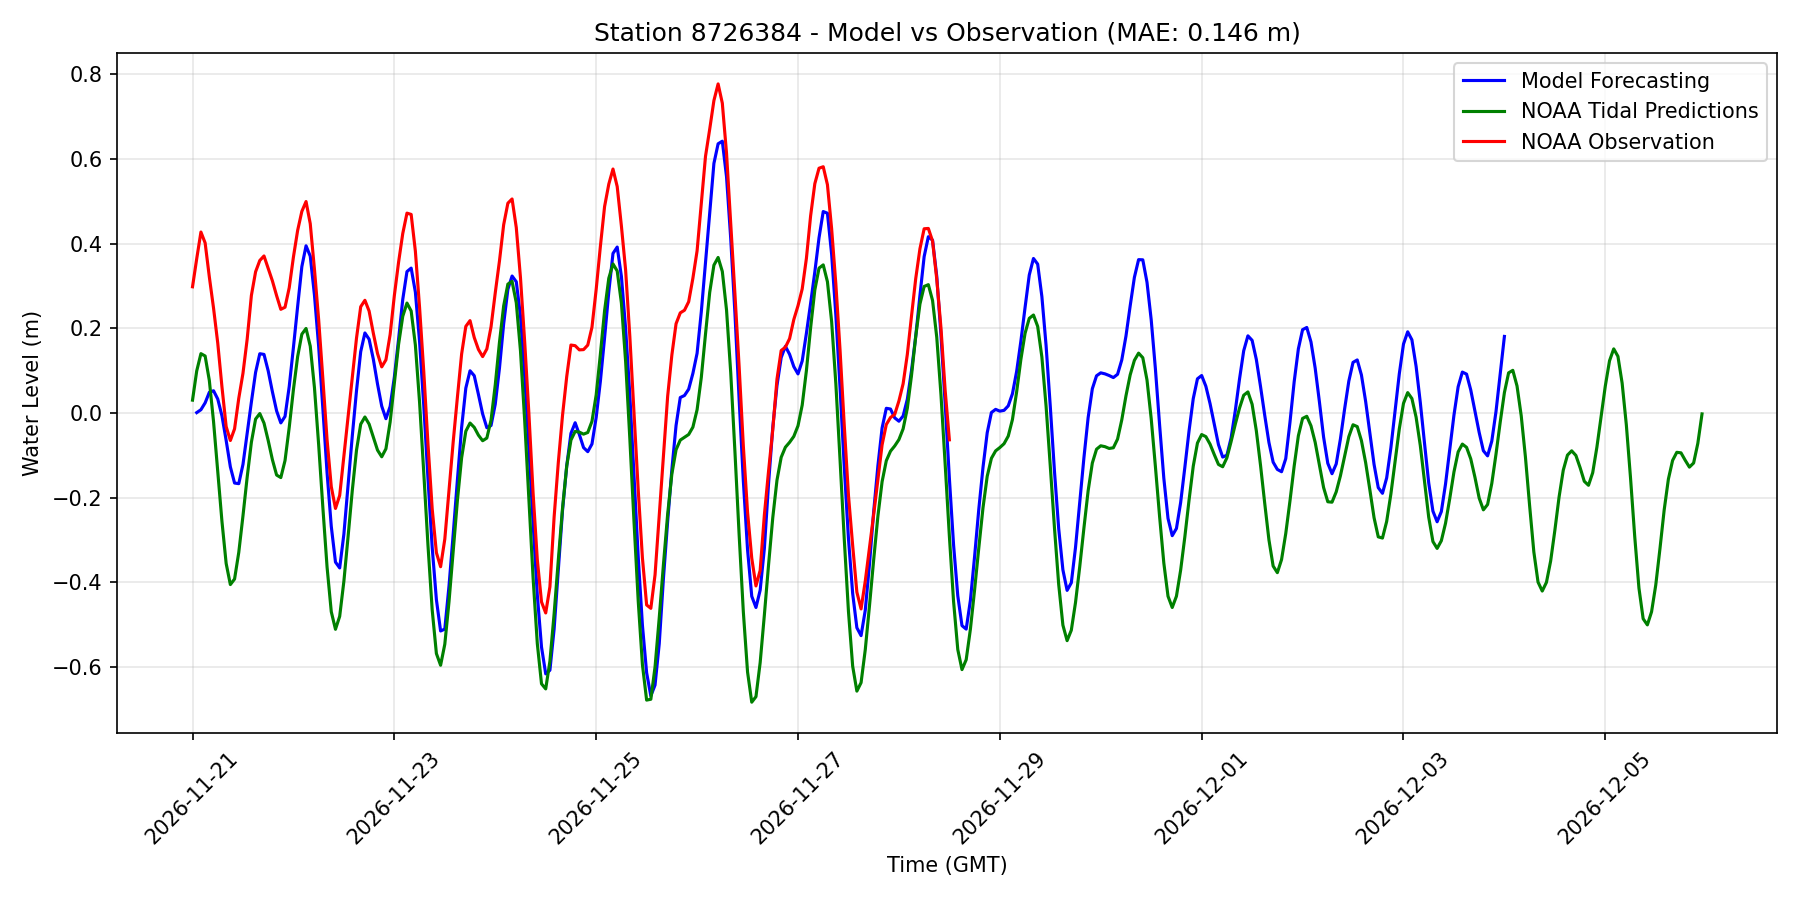 Station 8726384 - Model vs Observation (MAE: 0.146 m)
Model Forecasting
NOAA Tidal Predictions
NOAA Observation
Water Level (m)
0.8
0.6
0.4
0.2
0.0
−0.2
−0.4
−0.6
2026-11-21
2026-11-23
2026-11-25
2026-11-27
2026-11-29
2026-12-01
2026-12-03
2026-12-05
Time (GMT)